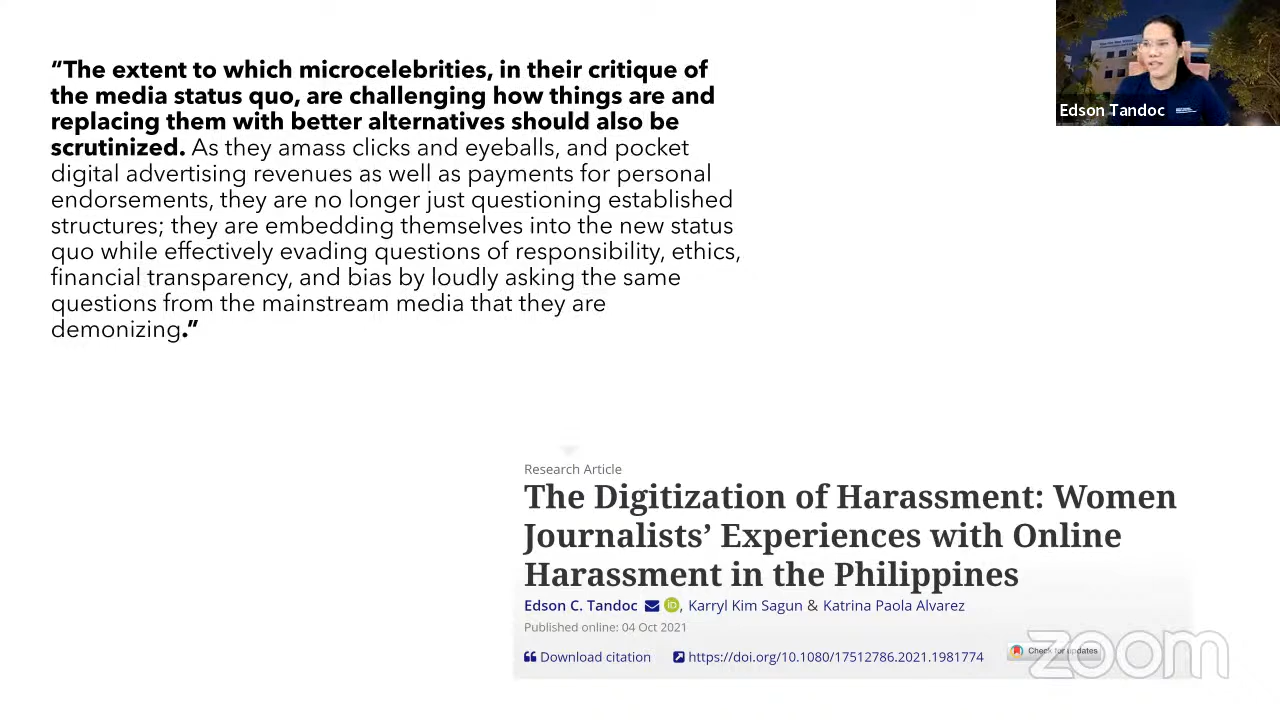 ”The extent to which microcelebrities, in their critique of
the media status quo, are challenging how things are and
replacing them with better alternatives should also be
scrutinized. As they amass clicks and eyeballs, and pocket
digital advertising revenues as well as payments for personal
endorsements, they are no longer just questioning established
structures; they are embedding themselves into the new status
quo while effectively evading questions of responsibility, ethics,
financial transparency, and bias by loudly asking the same
questions from the mainstream media that they are
demonizing.”
Edson Tandoc
Research Article
The Digitization of Harassment: Women
Journalists’ Experiences with Online
Harassment in the Philippines
Edson C. Tandoc iD, Karryl Kim Sagun & Katrina Paola Alvarez
Published online: 04 Oct 2021
Download citation https://doi.org/10.1080/17512786.2021.1981774 Check for updates
zoom